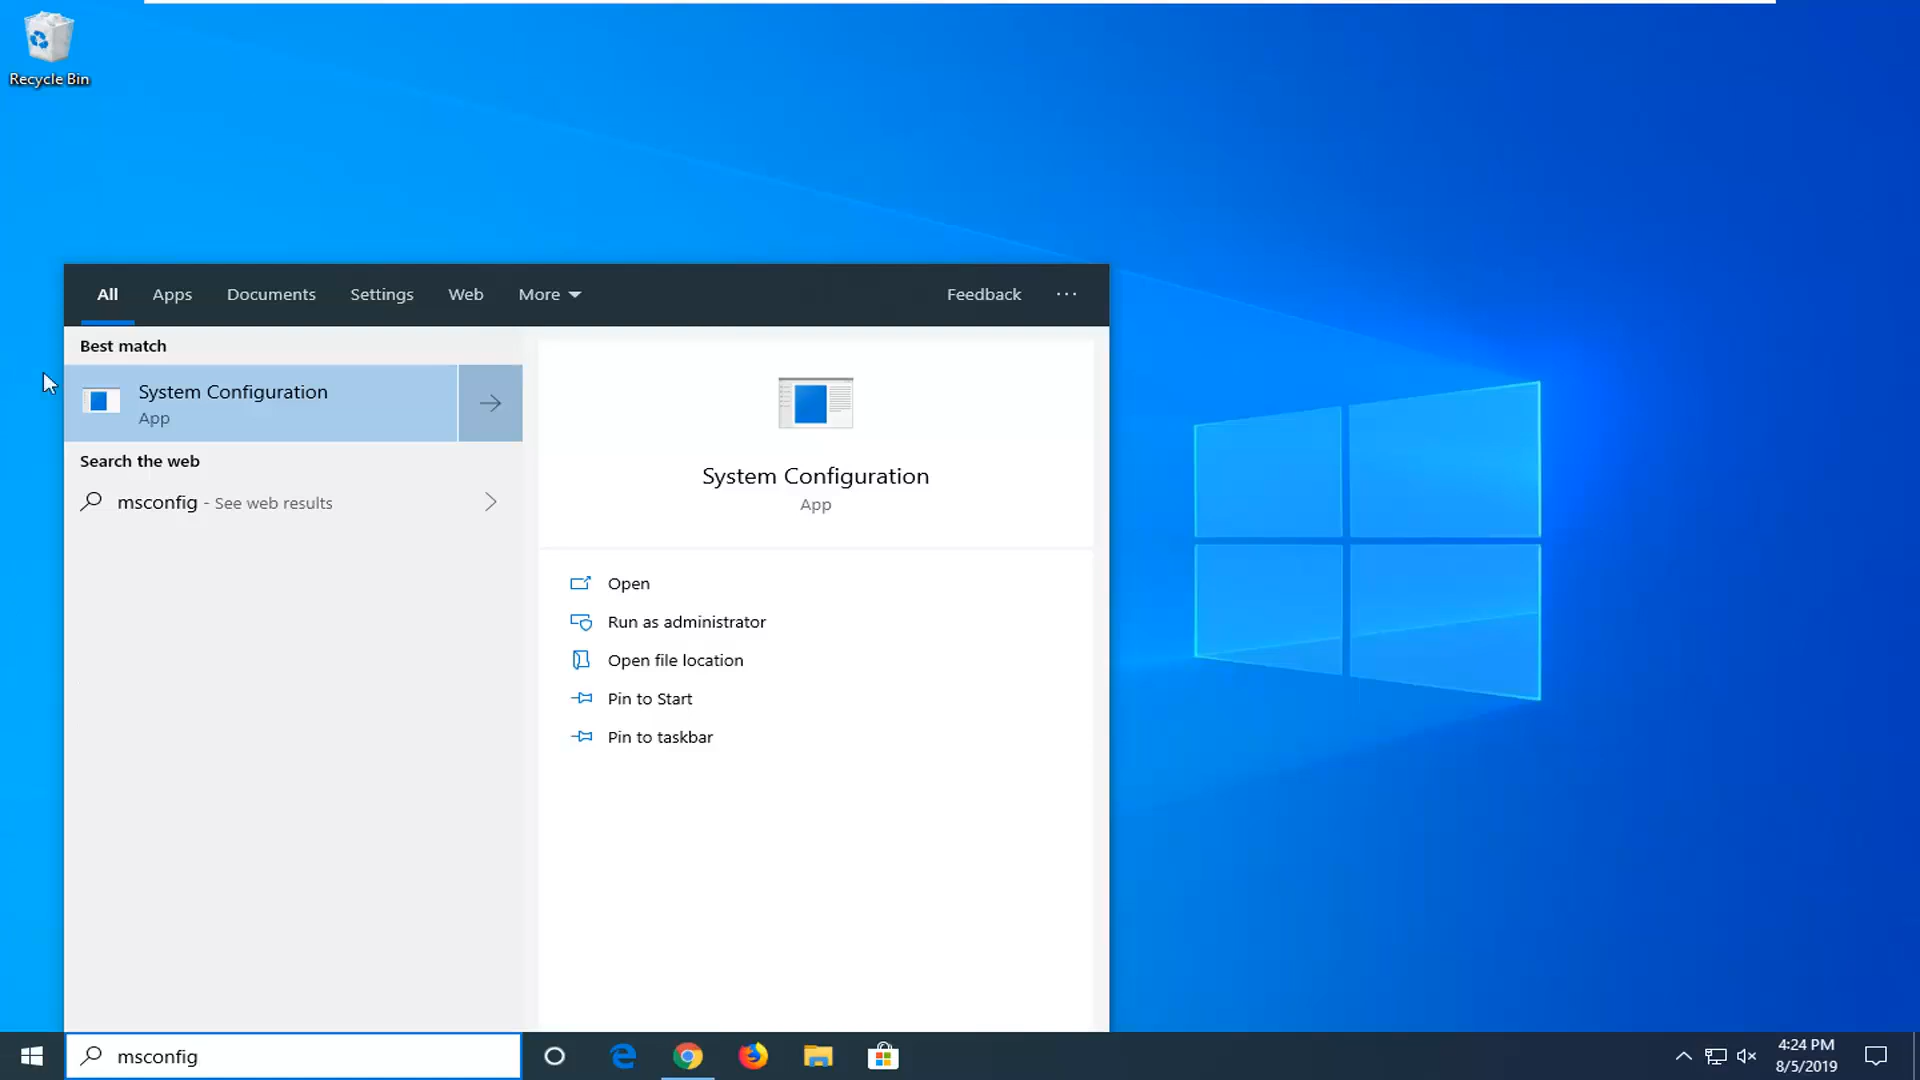 Recycle Bin
All Apps Documents Settings Web More Feedback ...
Best match
System Configuration
App
Search the web
msconfig - See web results
System Configuration
App
Open
Run as administrator
Open file location
Pin to Start
Pin to taskbar
msconfig
4:24 PM
8/5/2019